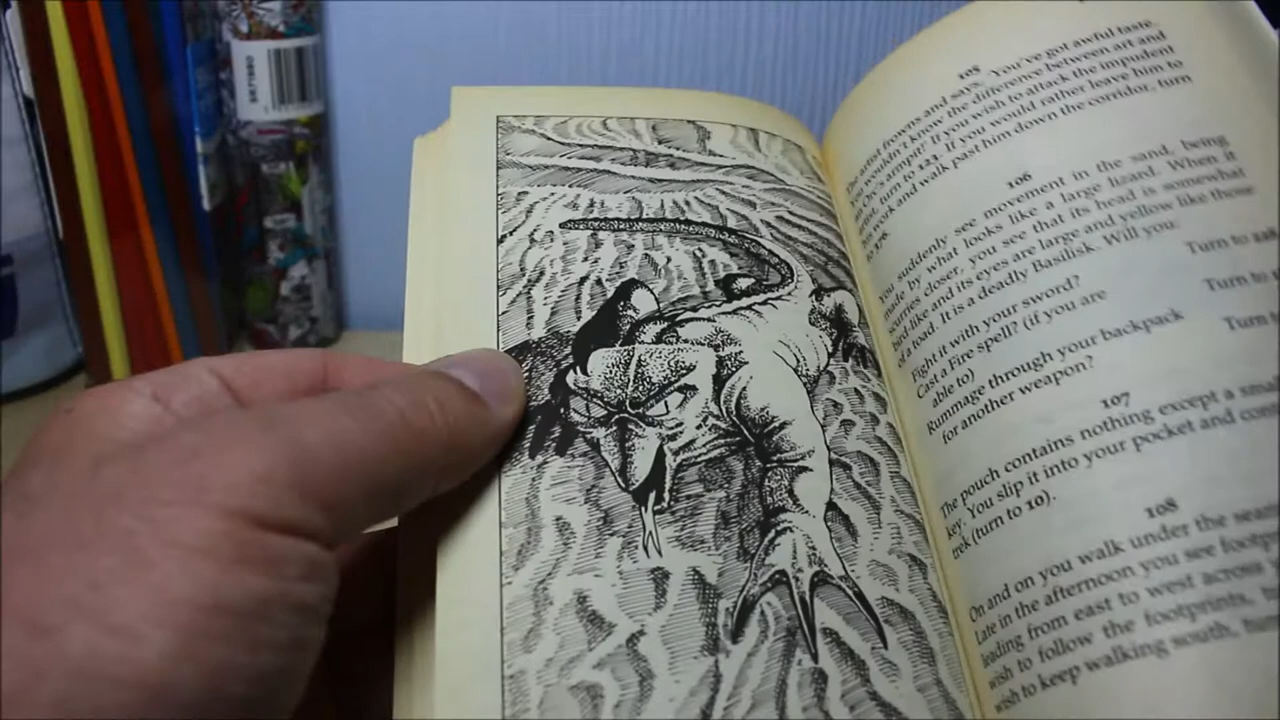 5671880
105
The artist frowns and says, 'You've got awful taste.
wouldn't know the difference between art and
an Orc's armpit!' If you wish to attack the impudent
artist, turn to 122. If you would rather leave him to
his work and walk past him down the corridor, turn
to
106
You suddenly see movement in the sand, being
made by what looks like a large lizard. When it
scurries closer, you see that its head is somewhat
bird-like and its eyes are large and yellow like those
of a toad. It is a deadly Basilisk. Will you:
Fight it with your sword? Turn to
Cast a Fire spell? (if you are
able to) Turn to
Rummage through your backpack
for another weapon? Turn
107
The pouch contains nothing except a small
key. You slip it into your pocket and
trek (turn to 10).
108
On and on you walk under the
Late in the afternoon you see
leading from east to west across
wish to follow the footprints,
wish to keep walking south,